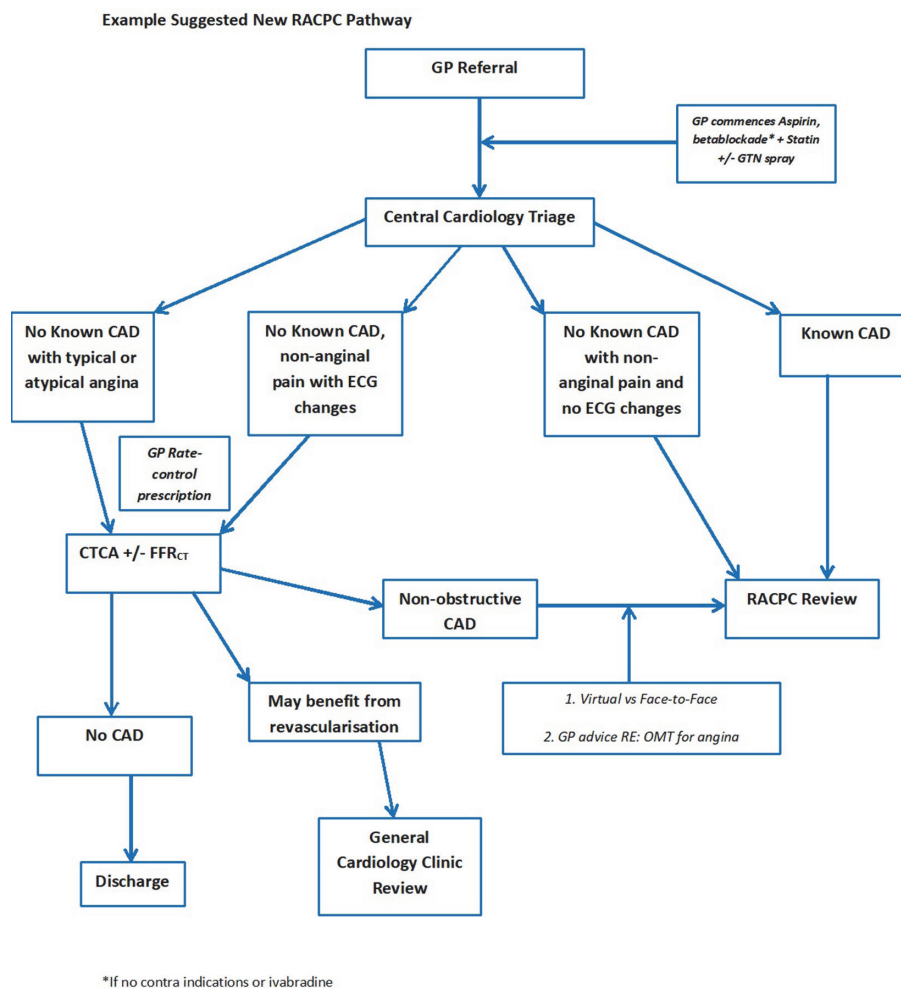 Example Suggested New RACPC Pathway
GP Referral
GP commences Aspirin,
betablockade* + Statin
+/- GTN spray
Central Cardiology Triage
No Known CAD
with typical or
atypical angina
No Known CAD,
non-anginal
pain with ECG
changes
No Known CAD
with non-
anginal pain and
no ECG changes
Known CAD
GP Rate-
control
prescription
CTCA +/- FFRCT
Non-obstructive
CAD
RACPC Review
1. Virtual vs Face-to-Face
2. GP advice RE: OMT for angina
May benefit from
revascularisation
No CAD
General
Cardiology Clinic
Review
Discharge
*If no contra indications or ivabradine